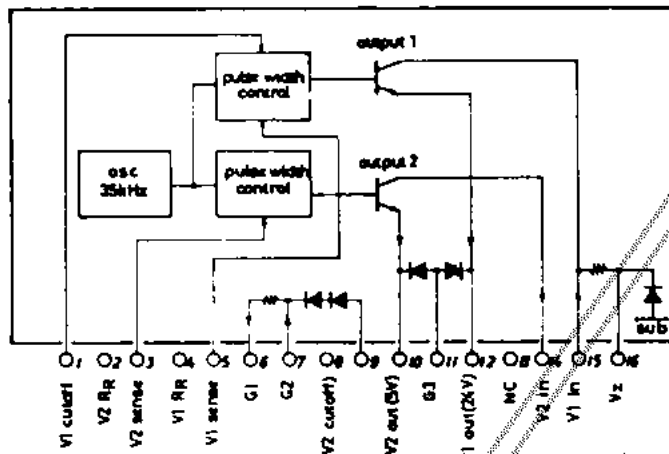 output 1
pulse width
control
output 2
osc
35kHz
pulse width
control
sub
1 2 3 4 5 6 7 8 9 10 11 12 13 14 15 16
V1 cutoff
V2 RR
V2 sense
V1 RR
V1 sense
G1
G2
V2 cutoff)
V2 out(5V)
G3
V1 out(24V)
NC
V2 in
V1 in
Vz